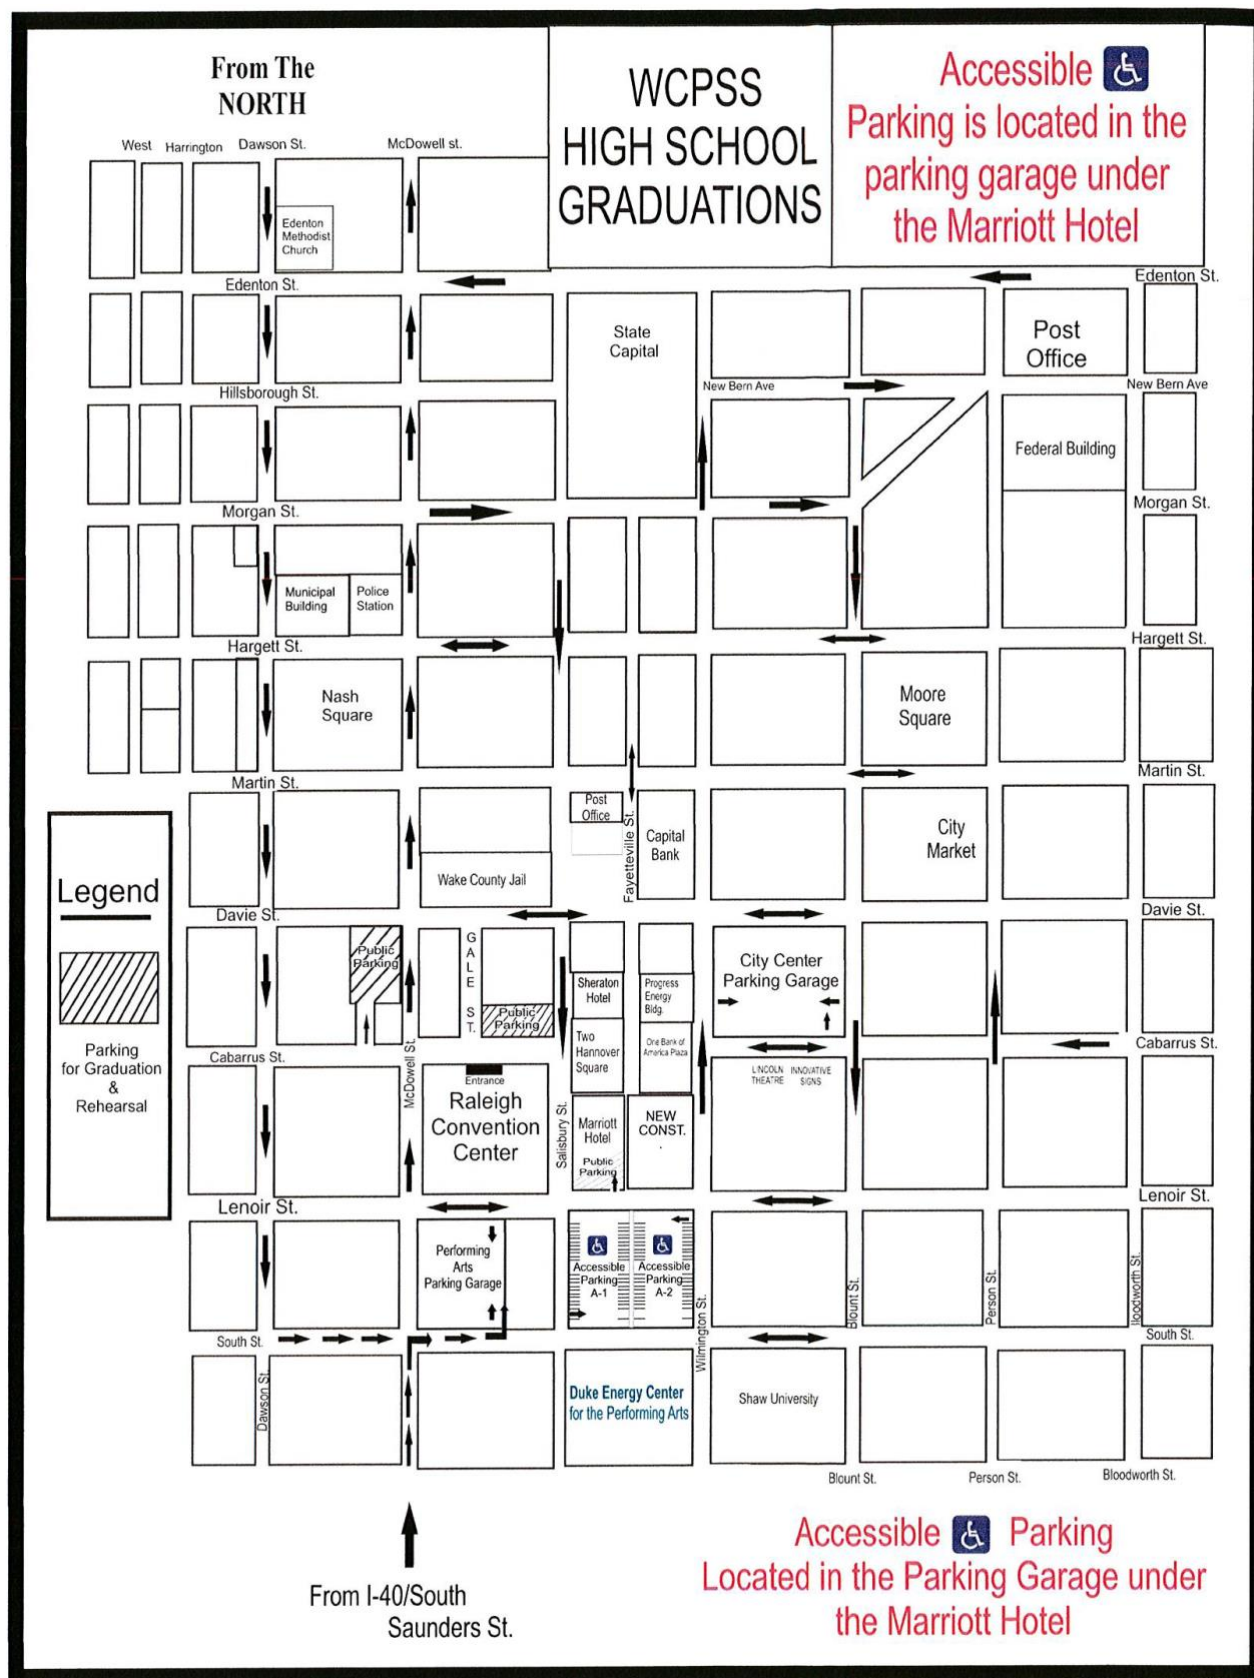 From The
NORTH
WCPSS
HIGH SCHOOL
GRADUATIONS
Accessible
Parking is located in the
parking garage under
the Marriott Hotel
West Harrington Dawson St. McDowell st.
Edenton
Methodist
Church
Edenton St.
Edenton St.
State
Capital
Post
Office
New Bern Ave
New Bern Ave
Hillsborough St.
Federal Building
Morgan St.
Morgan St.
Municipal
Building
Police
Station
Hargett St.
Hargett St.
Nash
Square
Moore
Square
Martin St.
Martin St.
Post
Office
Fayetteville St.
Capital
Bank
City
Market
Wake County Jail
Legend
Parking
for Graduation
&
Rehearsal
Davie St.
Davie St.
Public
Parking
GALE ST.
Public
Parking
Sheraton
Hotel
Progress
Energy
Bldg.
City Center
Parking Garage
Two
Hannover
Square
One Bank of
America Plaza
Cabarrus St.
Cabarrus St.
McDowell St.
Entrance
Raleigh
Convention
Center
Salisbury St.
Marriott
Hotel
Public
Parking
NEW
CONST.
.
LINCOLN
THEATRE
INNOVATIVE
SIGNS
Lenoir St.
Lenoir St.
Performing
Arts
Parking Garage
Accessible
Parking
A-1
Accessible
Parking
A-2
Wilmington St.
Blount St.
Person St.
lloodworth St.
South St.
South St.
Dawson St.
Duke Energy Center
for the Performing Arts
Shaw University
Blount St. Person St. Bloodworth St.
From I-40/South
Saunders St.
Accessible Parking
Located in the Parking Garage under
the Marriott Hotel